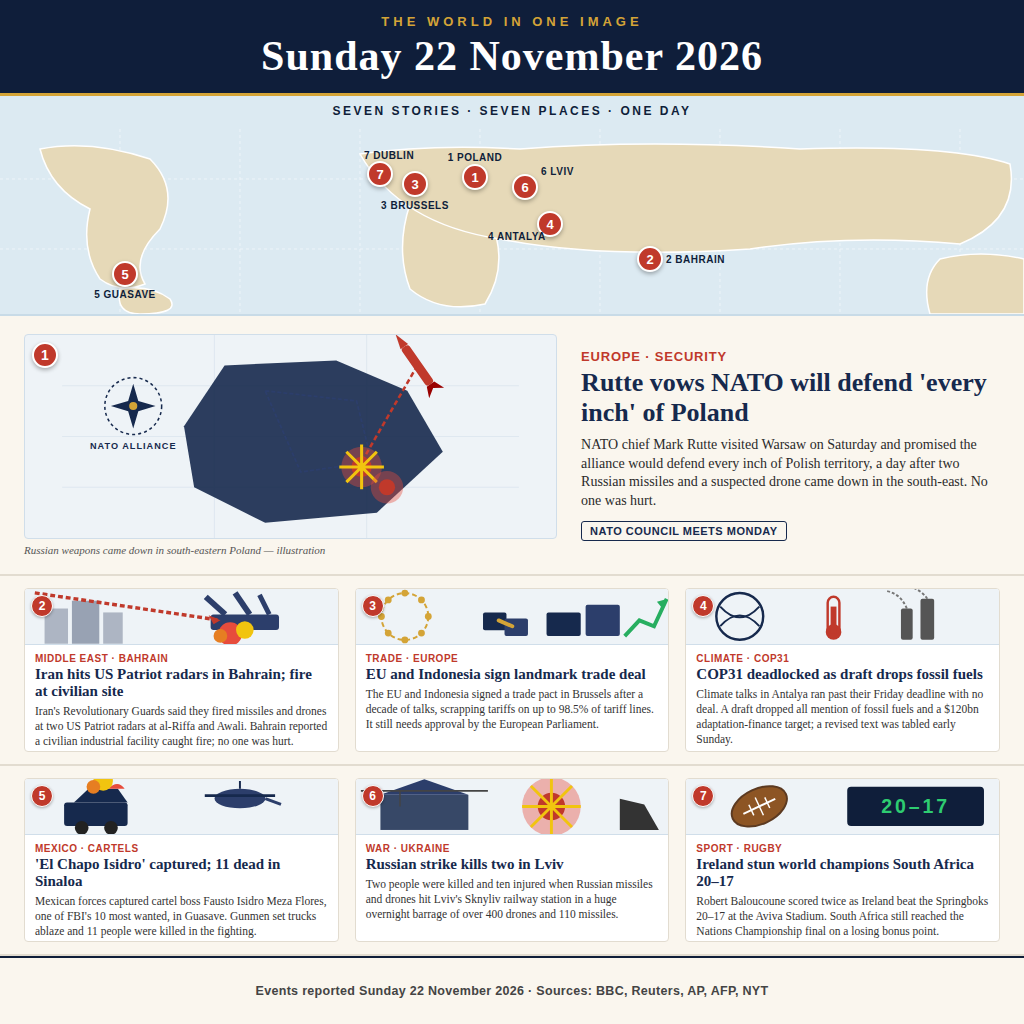 THE WORLD IN ONE IMAGE
Sunday 22 November 2026
SEVEN STORIES · SEVEN PLACES · ONE DAY
7 DUBLIN
1 POLAND
6 LVIV
7
3
1
6
3 BRUSSELS
4
4 ANTALYA
2
2 BAHRAIN
5
5 GUASAVE
1
NATO ALLIANCE
Russian weapons came down in south-eastern Poland — illustration
EUROPE · SECURITY
Rutte vows NATO will defend 'every
inch' of Poland
NATO chief Mark Rutte visited Warsaw on Saturday and promised the
alliance would defend every inch of Polish territory, a day after two
Russian missiles and a suspected drone came down in the south-east. No
one was hurt.
NATO COUNCIL MEETS MONDAY
2
MIDDLE EAST · BAHRAIN
Iran hits US Patriot radars in Bahrain; fire
at civilian site
Iran's Revolutionary Guards said they fired missiles and drones
at two US Patriot radars at al-Riffa and Awali. Bahrain reported
a civilian industrial facility caught fire; no one was hurt.
3
TRADE · EUROPE
EU and Indonesia sign landmark trade deal
The EU and Indonesia signed a trade pact in Brussels after a
decade of talks, scrapping tariffs on up to 98.5% of tariff lines.
It still needs approval by the European Parliament.
4
CLIMATE · COP31
COP31 deadlocked as draft drops fossil fuels
Climate talks in Antalya ran past their Friday deadline with no
deal. A draft dropped all mention of fossil fuels and a $120bn
adaptation-finance target; a revised text was tabled early
Sunday.
5
MEXICO · CARTELS
'El Chapo Isidro' captured; 11 dead in
Sinaloa
Mexican forces captured cartel boss Fausto Isidro Meza Flores,
one of FBI's 10 most wanted, in Guasave. Gunmen set trucks
ablaze and 11 people were killed in the fighting.
6
WAR · UKRAINE
Russian strike kills two in Lviv
Two people were killed and ten injured when Russian missiles
and drones hit Lviv's Sknyliv railway station in a huge
overnight barrage of over 400 drones and 110 missiles.
7
20–17
SPORT · RUGBY
Ireland stun world champions South Africa
20–17
Robert Baloucoune scored twice as Ireland beat the Springboks
20–17 at the Aviva Stadium. South Africa still reached the
Nations Championship final on a losing bonus point.
Events reported Sunday 22 November 2026 · Sources: BBC, Reuters, AP, AFP, NYT